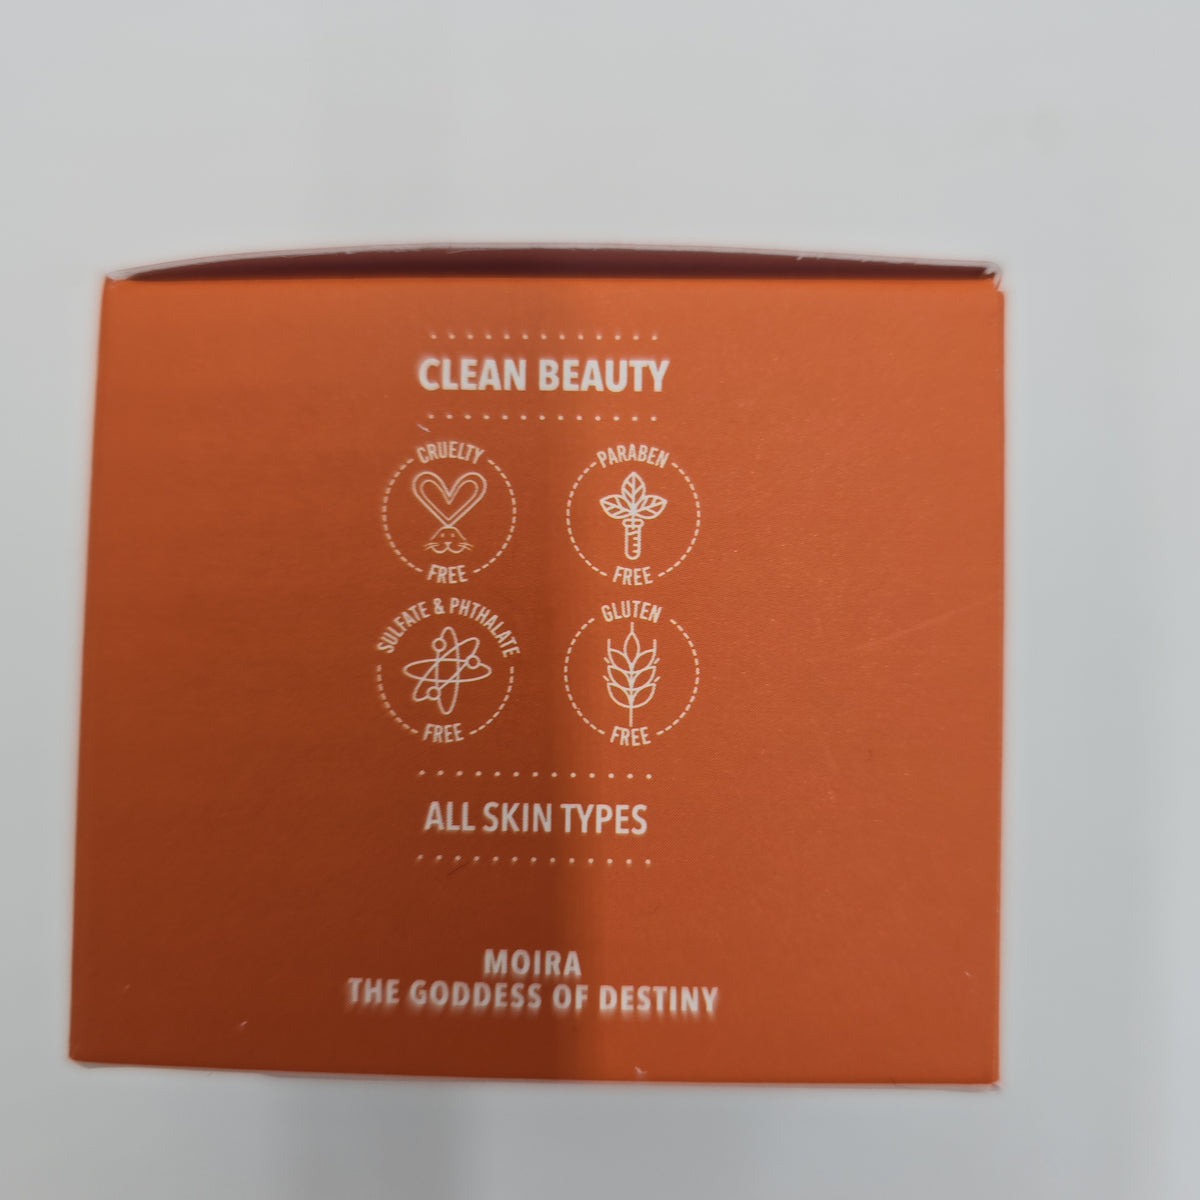 CLEAN BEAUTY
CRUELTY
FREE
PARABEN
FREE
SULFATE & PHTHALATE
FREE
GLUTEN
FREE
ALL SKIN TYPES
MOIRA
THE GODDESS OF DESTINY